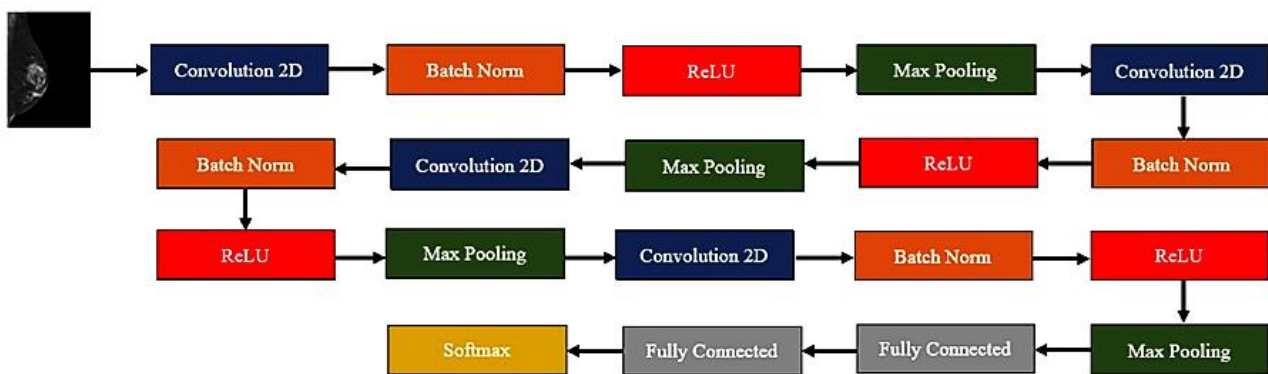 Convolution 2D
Batch Norm
ReLU
Max Pooling
Convolution 2D
Batch Norm
ReLU
Max Pooling
Convolution 2D
Batch Norm
ReLU
Max Pooling
Convolution 2D
Batch Norm
ReLU
Max Pooling
Fully Connected
Fully Connected
Softmax